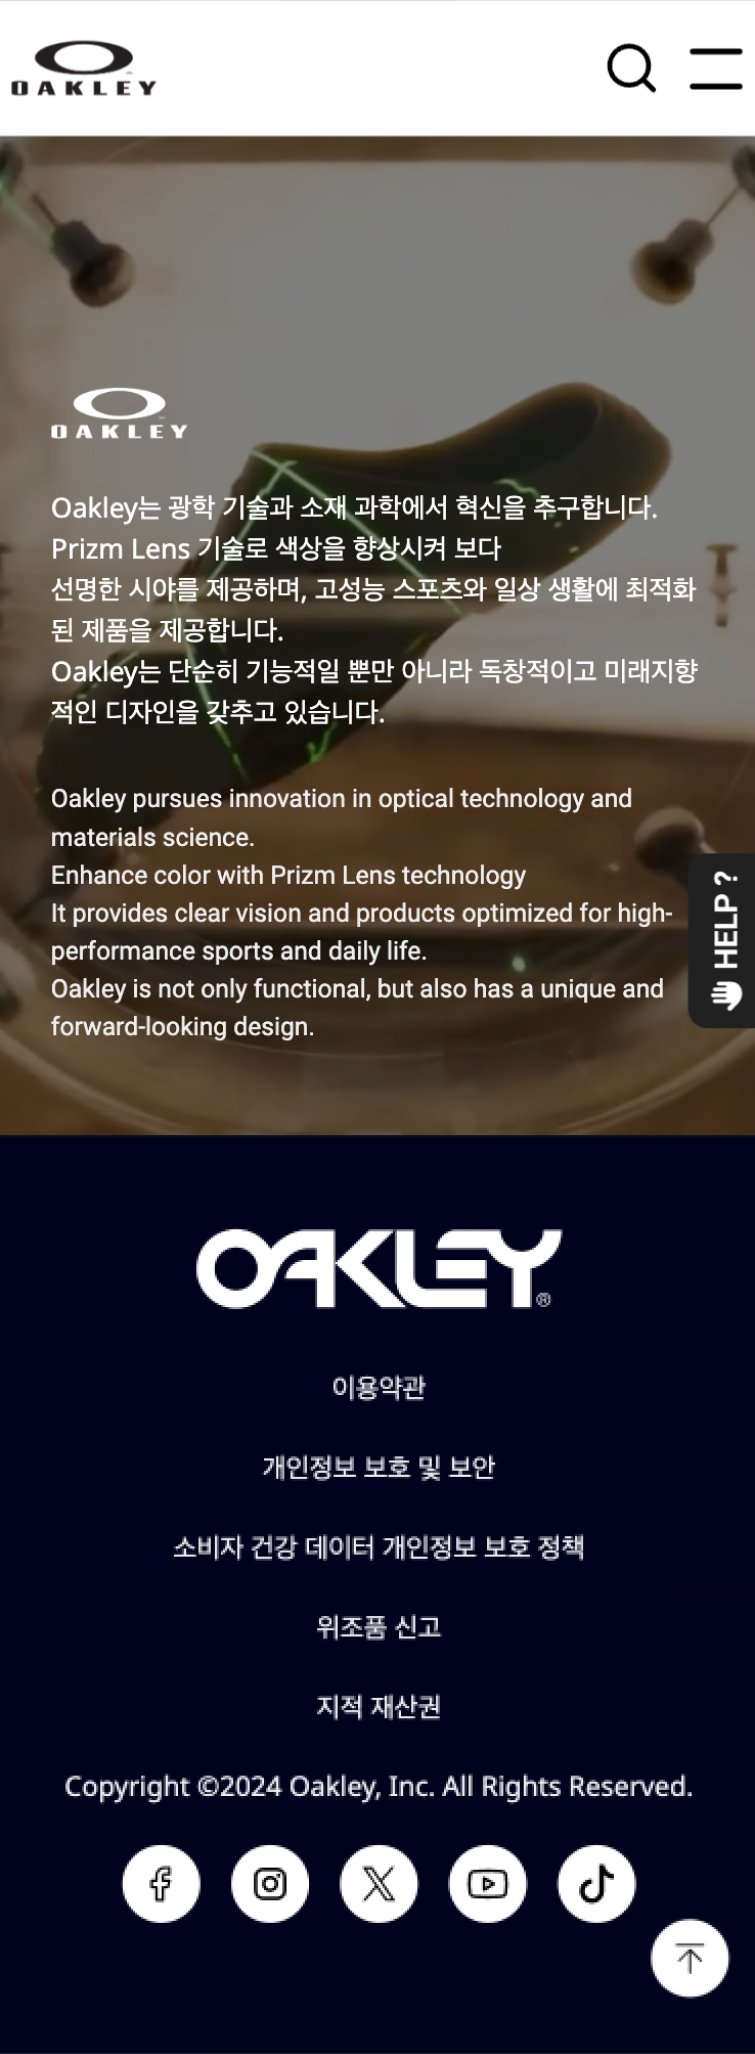 OAKLEY
OAKLEY
Oakley는 광학 기술과 소재 과학에서 혁신을 추구합니다.
Prizm Lens 기술로 색상을 향상시켜 보다
선명한 시야를 제공하며, 고성능 스포츠와 일상 생활에 최적화
된 제품을 제공합니다.
Oakley는 단순히 기능적일 뿐만 아니라 독창적이고 미래지향
적인 디자인을 갖추고 있습니다.
Oakley pursues innovation in optical technology and
materials science.
Enhance color with Prizm Lens technology
It provides clear vision and products optimized for high-
performance sports and daily life.
Oakley is not only functional, but also has a unique and
forward-looking design.
HELP ?
OAKLEY®
이용약관
개인정보 보호 및 보안
소비자 건강 데이터 개인정보 보호 정책
위조품 신고
지적 재산권
Copyright ©2024 Oakley, Inc. All Rights Reserved.